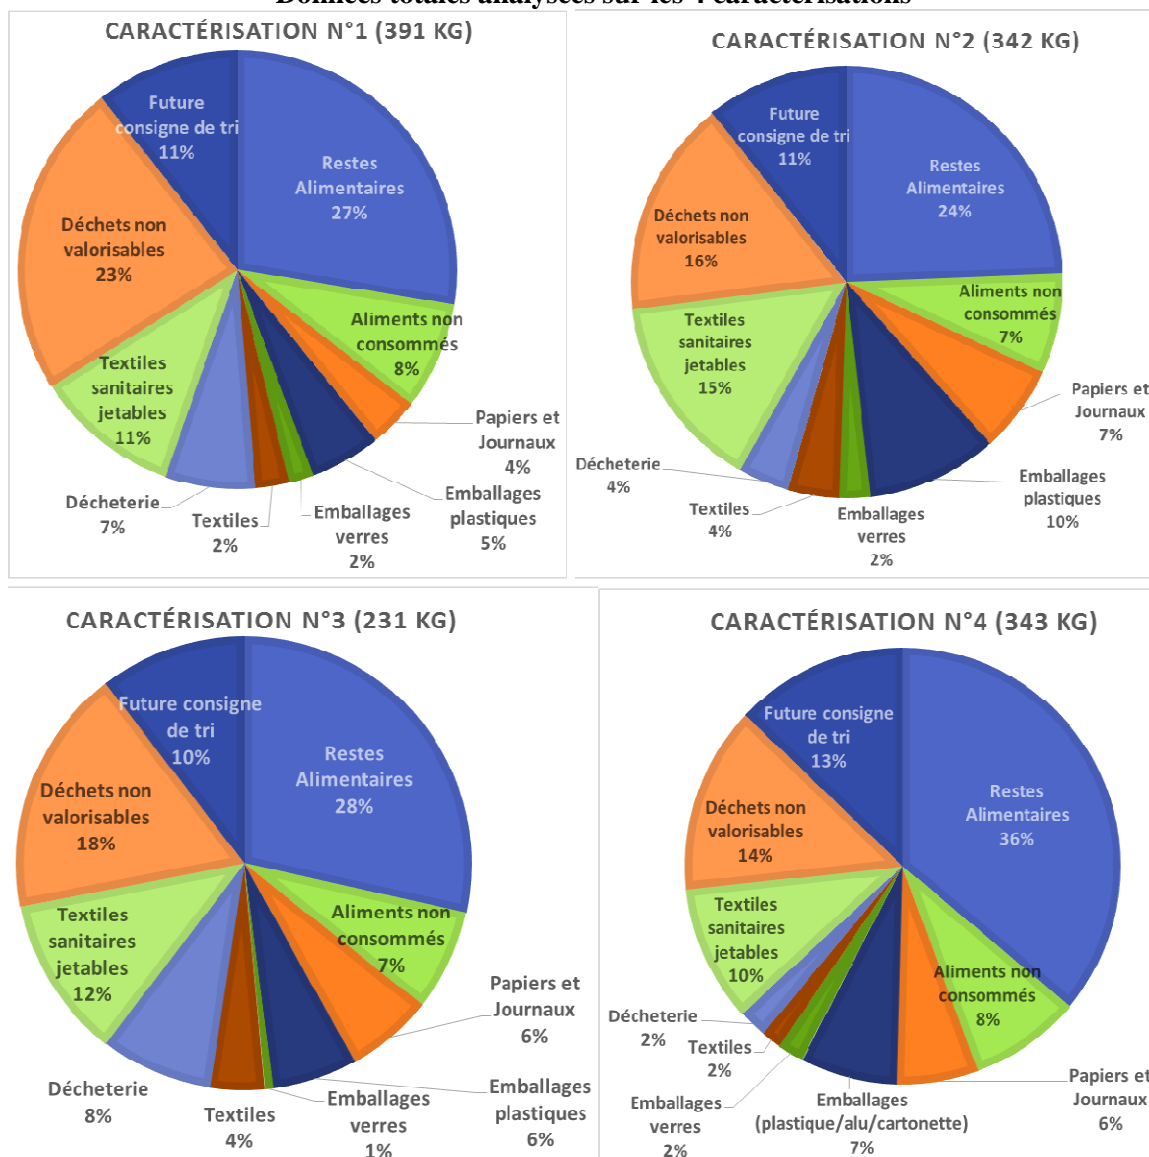 Données totales analysées sur les 4 caractérisations
CARACTÉRISATION N°1 (391 KG)
Future
consigne de tri
11%
Restes
Alimentaires
27%
Déchets non
valorisables
23%
Aliments non
consommés
8%
Textiles
sanitaires
jetables
11%
Papiers et
Journaux
4%
Emballages
plastiques
5%
Décheterie
7%
Textiles
2%
Emballages
verres
2%
CARACTÉRISATION N°2 (342 KG)
Future
consigne de tri
11%
Restes
Alimentaires
24%
Déchets non
valorisables
16%
Aliments non
consommés
7%
Textiles
sanitaires
jetables
15%
Papiers et
Journaux
7%
Décheterie
4%
Emballages
plastiques
10%
Textiles
4%
Emballages
verres
2%
CARACTÉRISATION N°3 (231 KG)
Future consigne
de tri
10%
Restes
Alimentaires
28%
Déchets non
valorisables
18%
Aliments non
consommés
7%
Textiles
sanitaires
jetables
12%
Papiers et
Journaux
6%
Décheterie
8%
Textiles
4%
Emballages
verres
1%
Emballages
plastiques
6%
CARACTÉRISATION N°4 (343 KG)
Future consigne
de tri
13%
Restes
Alimentaires
36%
Déchets non
valorisables
14%
Textiles
sanitaires
jetables
10%
Aliments non
consommés
8%
Décheterie
2%
Textiles
2%
Emballages
verres
2%
Emballages
(plastique/alu/cartonette)
7%
Papiers et
Journaux
6%